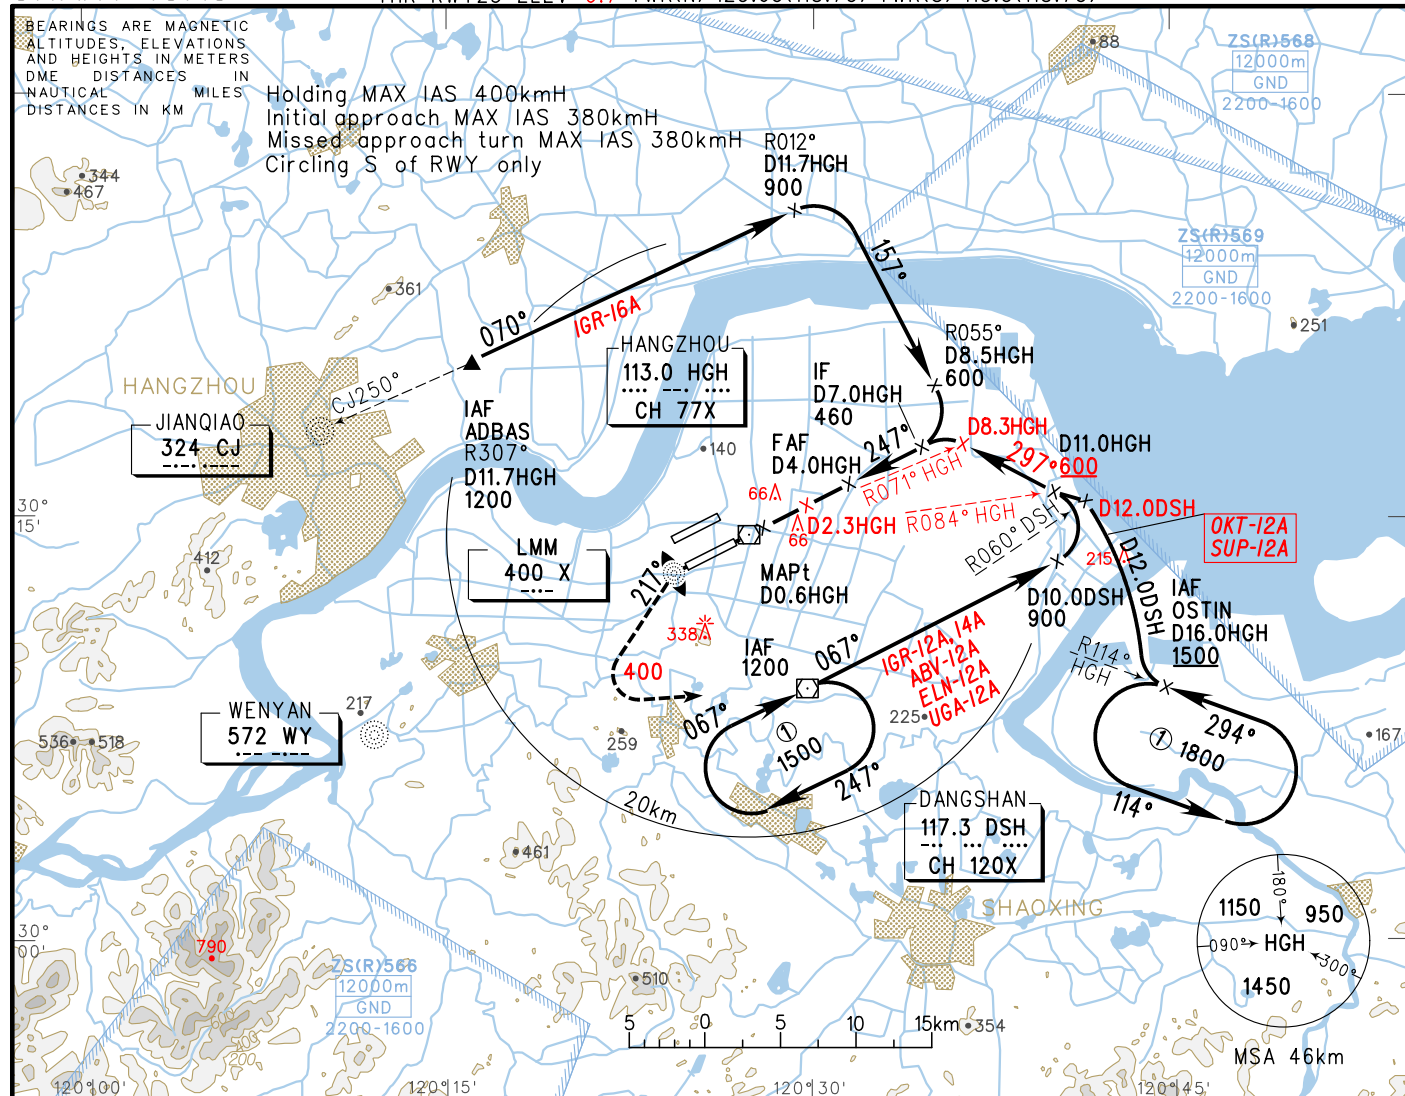 BEARINGS ARE MAGNETIC
ALTITUDES, ELEVATIONS
AND HEIGHTS IN METERS
DME DISTANCES IN
NAUTICAL MILES
DISTANCES IN KM
Holding MAX IAS 400kmH
Initial approach MAX IAS 380kmH
Missed approach turn MAX IAS 380kmH
Circling S of RWY only
R012°
D11.7HGH
900
88
ZS(R)568
12000m
GND
2200-1600
344
467
ZS(R)569
12000m
GND
2200-1600
157°
361
070°
IGR-16A
251
R055°
D8.5HGH
600
HANGZHOU
113.0 HGH
CH 77X
IF
D7.0HGH
460
HANGZHOU
CJ250°
JIANQIAO
324 CJ
IAF
ADBAS
R307°
D11.7HGH
1200
140
FAF
D4.0HGH
247°
D8.3HGH
R071° HGH
297°
600
D11.0HGH
66
66
D2.3HGH
R084° HGH
D12.0DSH
OKT-12A
SUP-12A
30°
15'
412
LMM
400 X
217°
MAPt
D0.6HGH
R060° DSH
215
D12.0DSH
D10.0DSH
900
IAF
OSTIN
D16.0HGH
1500
338
IAF
1200
067°
IGR-12A,14A
ABV-12A
ELN-12A
UGA-12A
R114°
HGH
400
WENYAN
572 WY
217
536
518
067°
1
1500
247°
225
259
294°
1
1800
114°
167
20km
DANGSHAN
117.3 DSH
CH 120X
461
SHAOXING
180°
1150
950
090°
HGH
300°
1450
MSA 46km
30°
00'
790
ZS(R)566
12000m
GND
2200-1600
510
354
5 0 5 10 15km
600
400
200
120°00'
120°15'
120°30'
120°45'